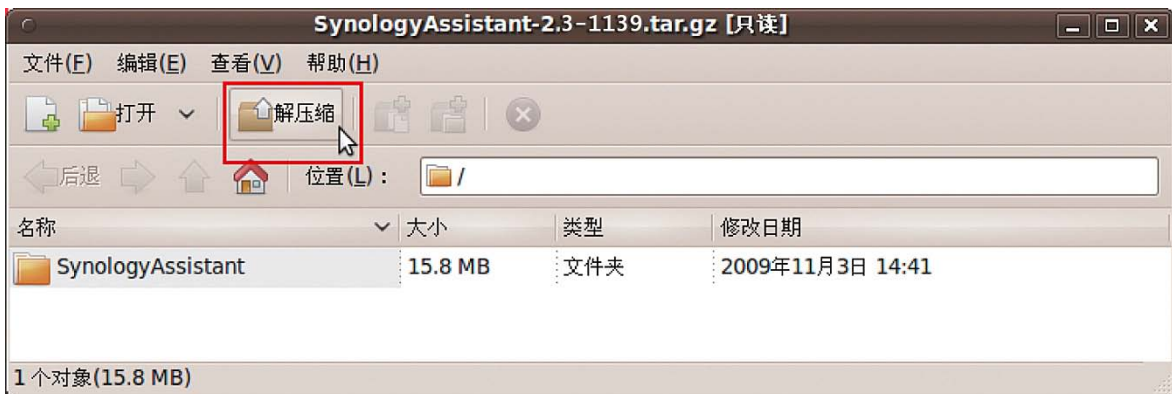 SynologyAssistant-2.3-1139.tar.gz [只读]
文件(F) 编辑(E) 查看(V) 帮助(H)
打开 解压缩
后退 位置(L)： /
名称 大小 类型 修改日期
SynologyAssistant 15.8 MB 文件夹 2009年11月3日 14:41
1 个对象(15.8 MB)